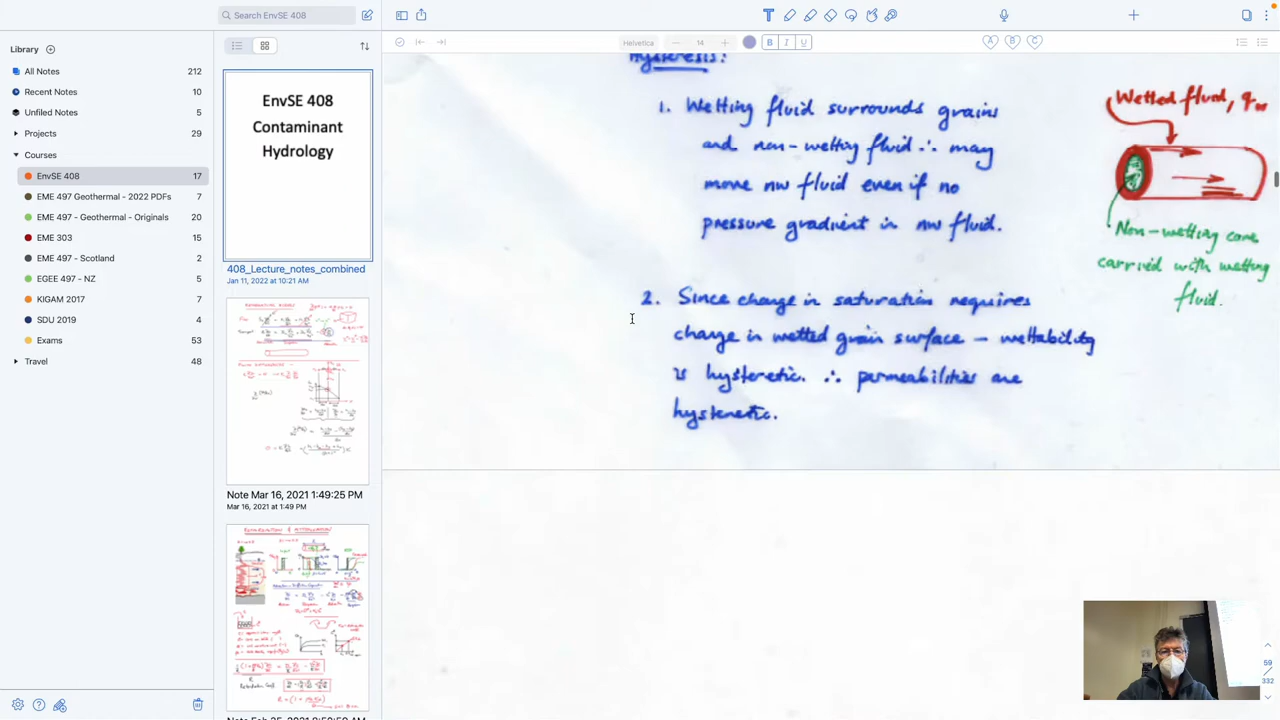 Search EnvSE 408
Library
All Notes 212
Recent Notes 10
Unfiled Notes 5
Projects 29
Courses
EnvSE 408 17
EME 497 Geothermal - 2022 PDFs 7
EME 497 - Geothermal - Originals 20
EME 303 15
EME 497 - Scotland 2
EGEE 497 - NZ 5
KIGAM 2017 7
SDU 2019 4
Exams 53
Travel 48
EnvSE 408
Contaminant
Hydrology
408_Lecture_notes_combined
Jan 11, 2022 at 10:21 AM
Note Mar 16, 2021 1:49:25 PM
Mar 16, 2021 at 1:49 PM
Helvetica 14 B I U
A B C
Hysteresis:
1. Wetting fluid surrounds grains
and non-wetting fluid ∴ may
move nw fluid even if no
pressure gradient in nw fluid.
2. Since change in saturation requires
change in wetted grain surface - wettability
is hysteretic. ∴ permeabilities are
hysteretic.
Wetted fluid,
Non-wetting core
carried with wetting
fluid.
59
332